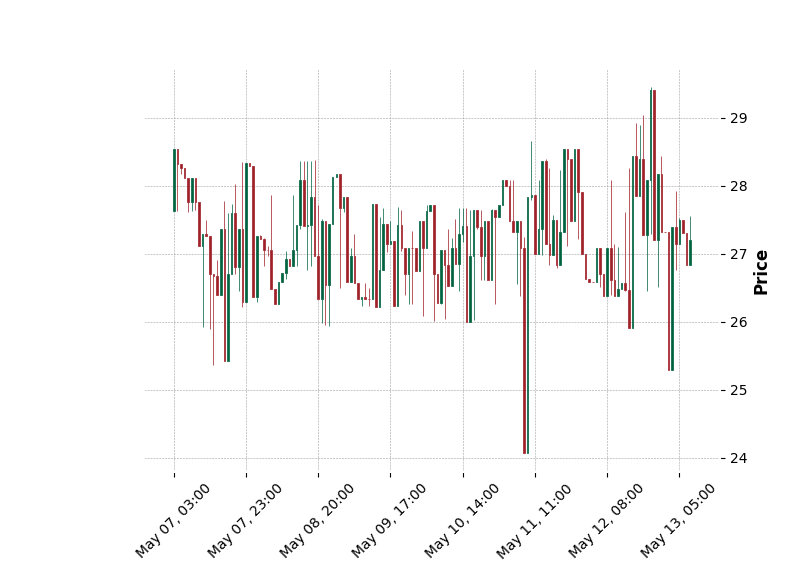 29
28
27
26
25
24
Price
May 07, 03:00
May 07, 23:00
May 08, 20:00
May 09, 17:00
May 10, 14:00
May 11, 11:00
May 12, 08:00
May 13, 05:00